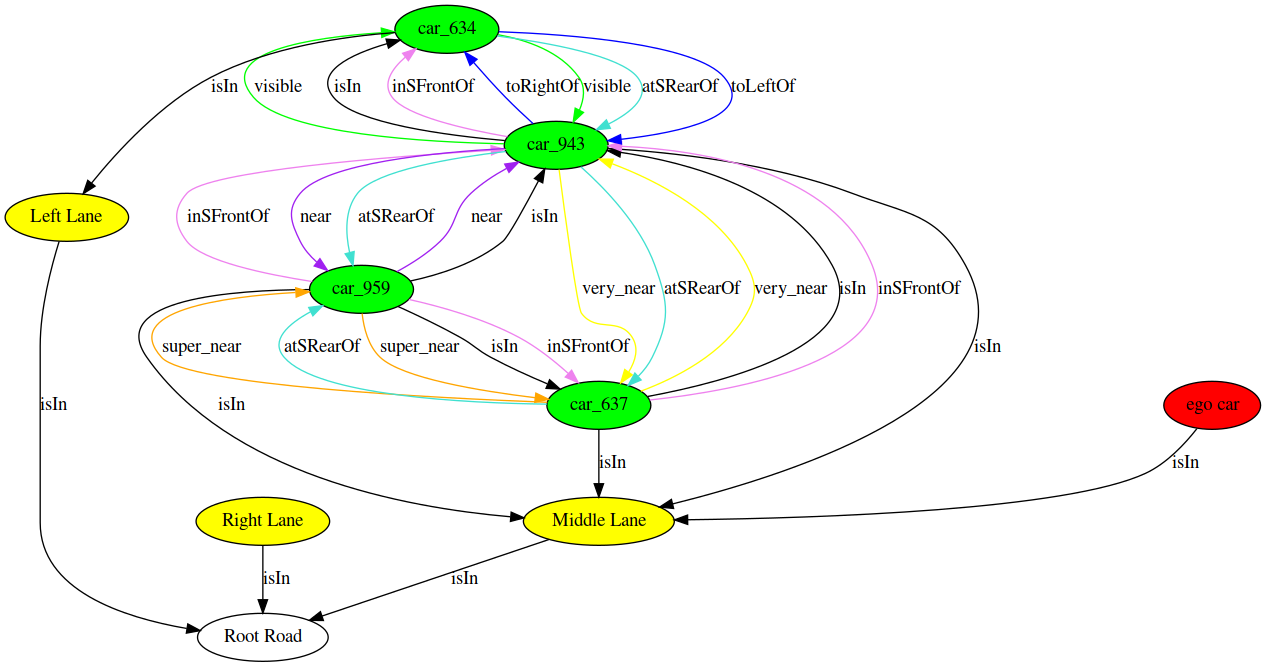 car_634
isIn
visible
isIn
inSFrontOf
toRightOf
visible
atSRearOf
toLeftOf
car_943
Left Lane
inSFrontOf
near
atSRearOf
near
isIn
car_959
very_near
atSRearOf
very_near
isIn
inSFrontOf
super_near
atSRearOf
super_near
isIn
inSFrontOf
isIn
isIn
isIn
car_637
ego car
isIn
isIn
Right Lane
Middle Lane
isIn
isIn
Root Road